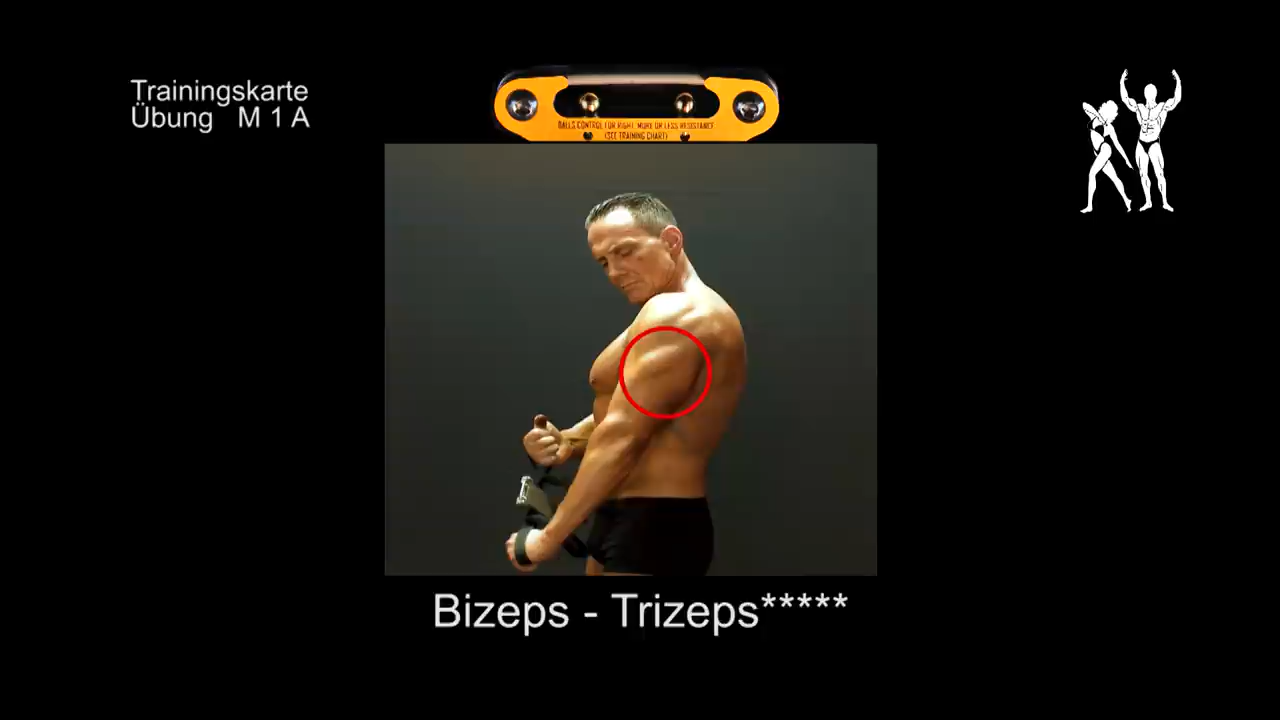 Trainingskarte
Übung M 1 A
BALLS CONTROL FOR RIGHT, MORE OR LESS RESISTANCE
(SEE TRAINING CHART)
Bizeps - Trizeps*****